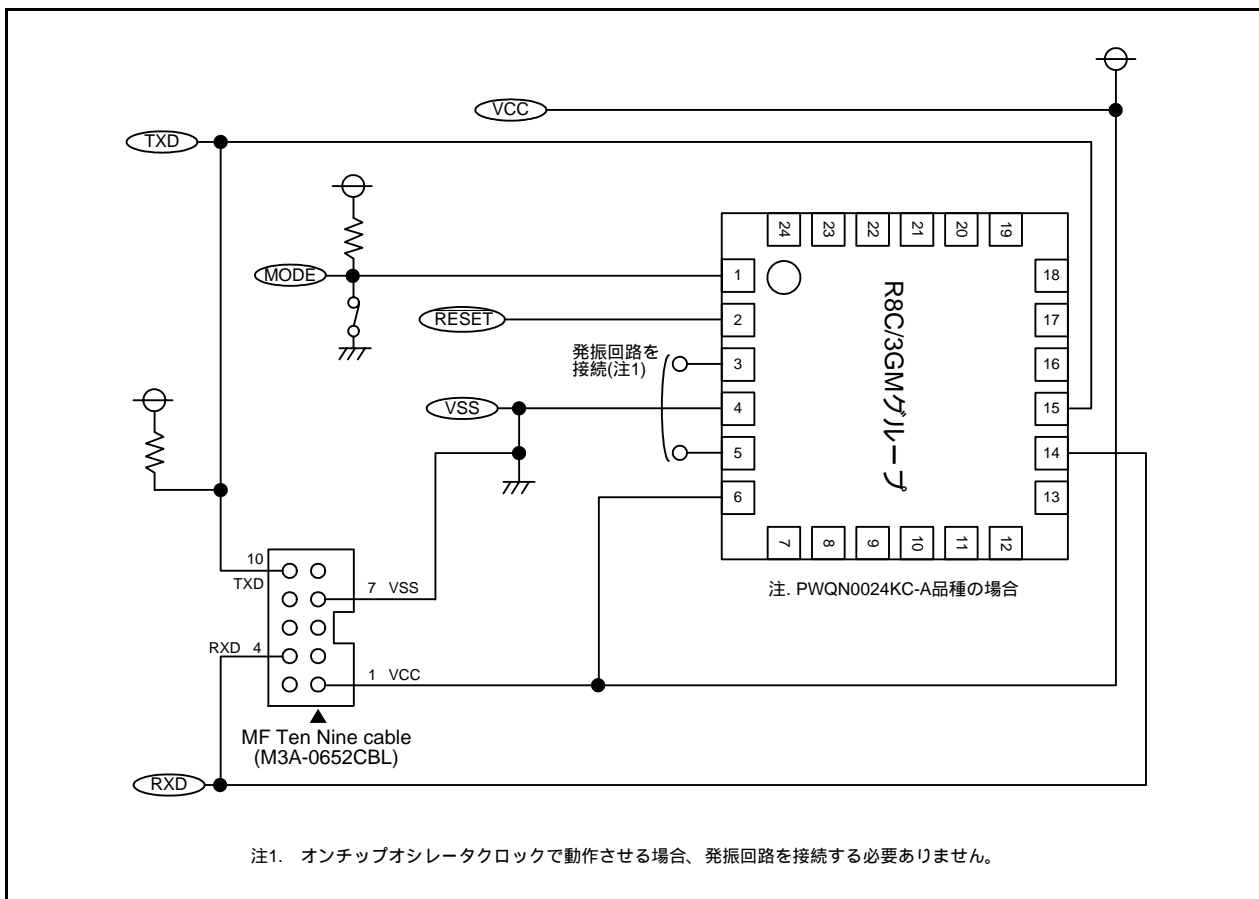 VCC
TXD
MODE
RESET
発振回路を
接続(注1)
VSS
24 23 22 21 20 19
1
2
3
4
5
6
18
17
16
15
14
13
R8C/3GMグループ
7 8 9 10 11 12
注. PWQN0024KC-A品種の場合
10
TXD
7 VSS
RXD 4
1 VCC
MF Ten Nine cable
(M3A-0652CBL)
RXD
注1. オンチップオシレータクロックで動作させる場合、発振回路を接続する必要ありません。